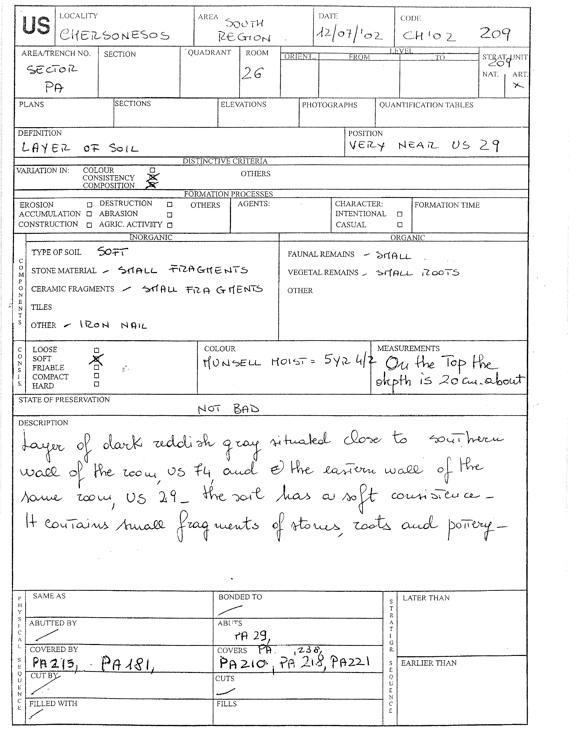 US
LOCALITY
CHERSONESOS
AREA SOUTH
REGION
DATE
12/07/'02
CODE
CH'02 209
AREA/TRENCH NO.
SECTOR
PA
SECTION
QUADRANT
ROOM
26
ORIENT.
LEVEL
FROM
TO
STRAT. UNIT
209
NAT.
ART.
x
PLANS
SECTIONS
ELEVATIONS
PHOTOGRAPHS
QUANTIFICATION TABLES
DEFINITION
LAYER OF SOIL
POSITION
VERY NEAR US 29
DISTINCTIVE CRITERIA
VARIATION IN:
COLOUR
CONSISTENCY
COMPOSITION
OTHERS
FORMATION PROCESSES
EROSION
ACCUMULATION
CONSTRUCTION
DESTRUCTION
ABRASION
AGRIC. ACTIVITY
OTHERS
AGENTS:
CHARACTER:
INTENTIONAL
CASUAL
FORMATION TIME
COMPONENTS
INORGANIC
TYPE OF SOIL SOFT
STONE MATERIAL - SMALL FRAGMENTS
CERAMIC FRAGMENTS - SMALL FRAGMENTS
TILES
OTHER - IRON NAIL
ORGANIC
FAUNAL REMAINS - SMALL
VEGETAL REMAINS - SMALL ROOTS
OTHER
CONSIS.
LOOSE
SOFT
FRIABLE
COMPACT
HARD
COLOUR
MUNSELL MOIST = 5YR 4/2
MEASUREMENTS
On the Top the
depth is 20 cm. about
STATE OF PRESERVATION
NOT BAD
DESCRIPTION
Layer of dark reddish gray situated close to southern
wall of the room, US 74, and the eastern wall of the
same room, US 29 - the soil has a soft consistence -
It contains small fragments of stones, roots and pottery -
PHYSICAL SEQUENCE
SAME AS
BONDED TO
ABUTTED BY
ABUTS
PA 29,
COVERED BY
PA 213, PA 181,
COVERS PA ,238,
PA 210, PA 218, PA221
CUT BY
CUTS
FILLED WITH
FILLS
STRATIGR. SEQUENCE
LATER THAN
EARLIER THAN